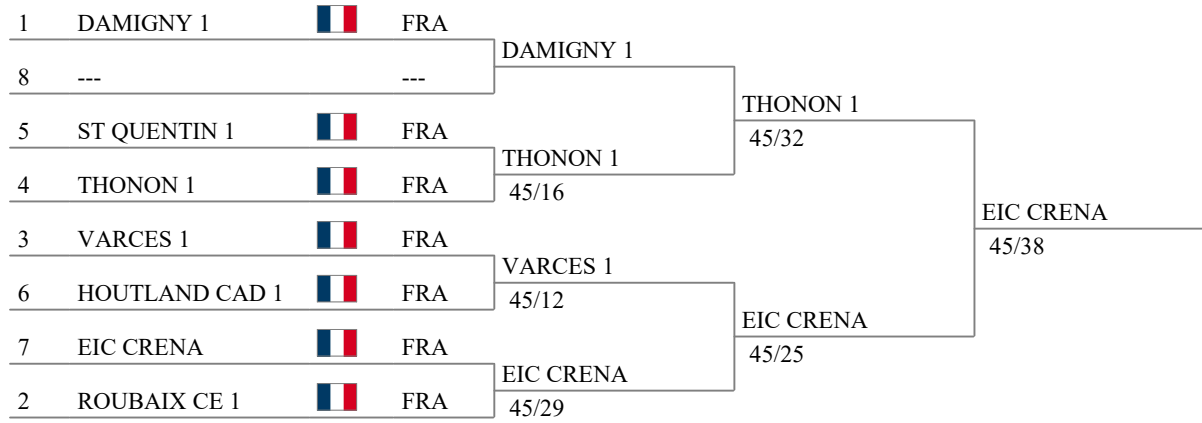 1 DAMIGNY 1 FRA
8 --- ---
5 ST QUENTIN 1 FRA
4 THONON 1 FRA
3 VARCES 1 FRA
6 HOUTLAND CAD 1 FRA
7 EIC CRENA FRA
2 ROUBAIX CE 1 FRA
DAMIGNY 1
THONON 1
45/16
VARCES 1
45/12
EIC CRENA
45/29
THONON 1
45/32
EIC CRENA
45/25
EIC CRENA
45/38